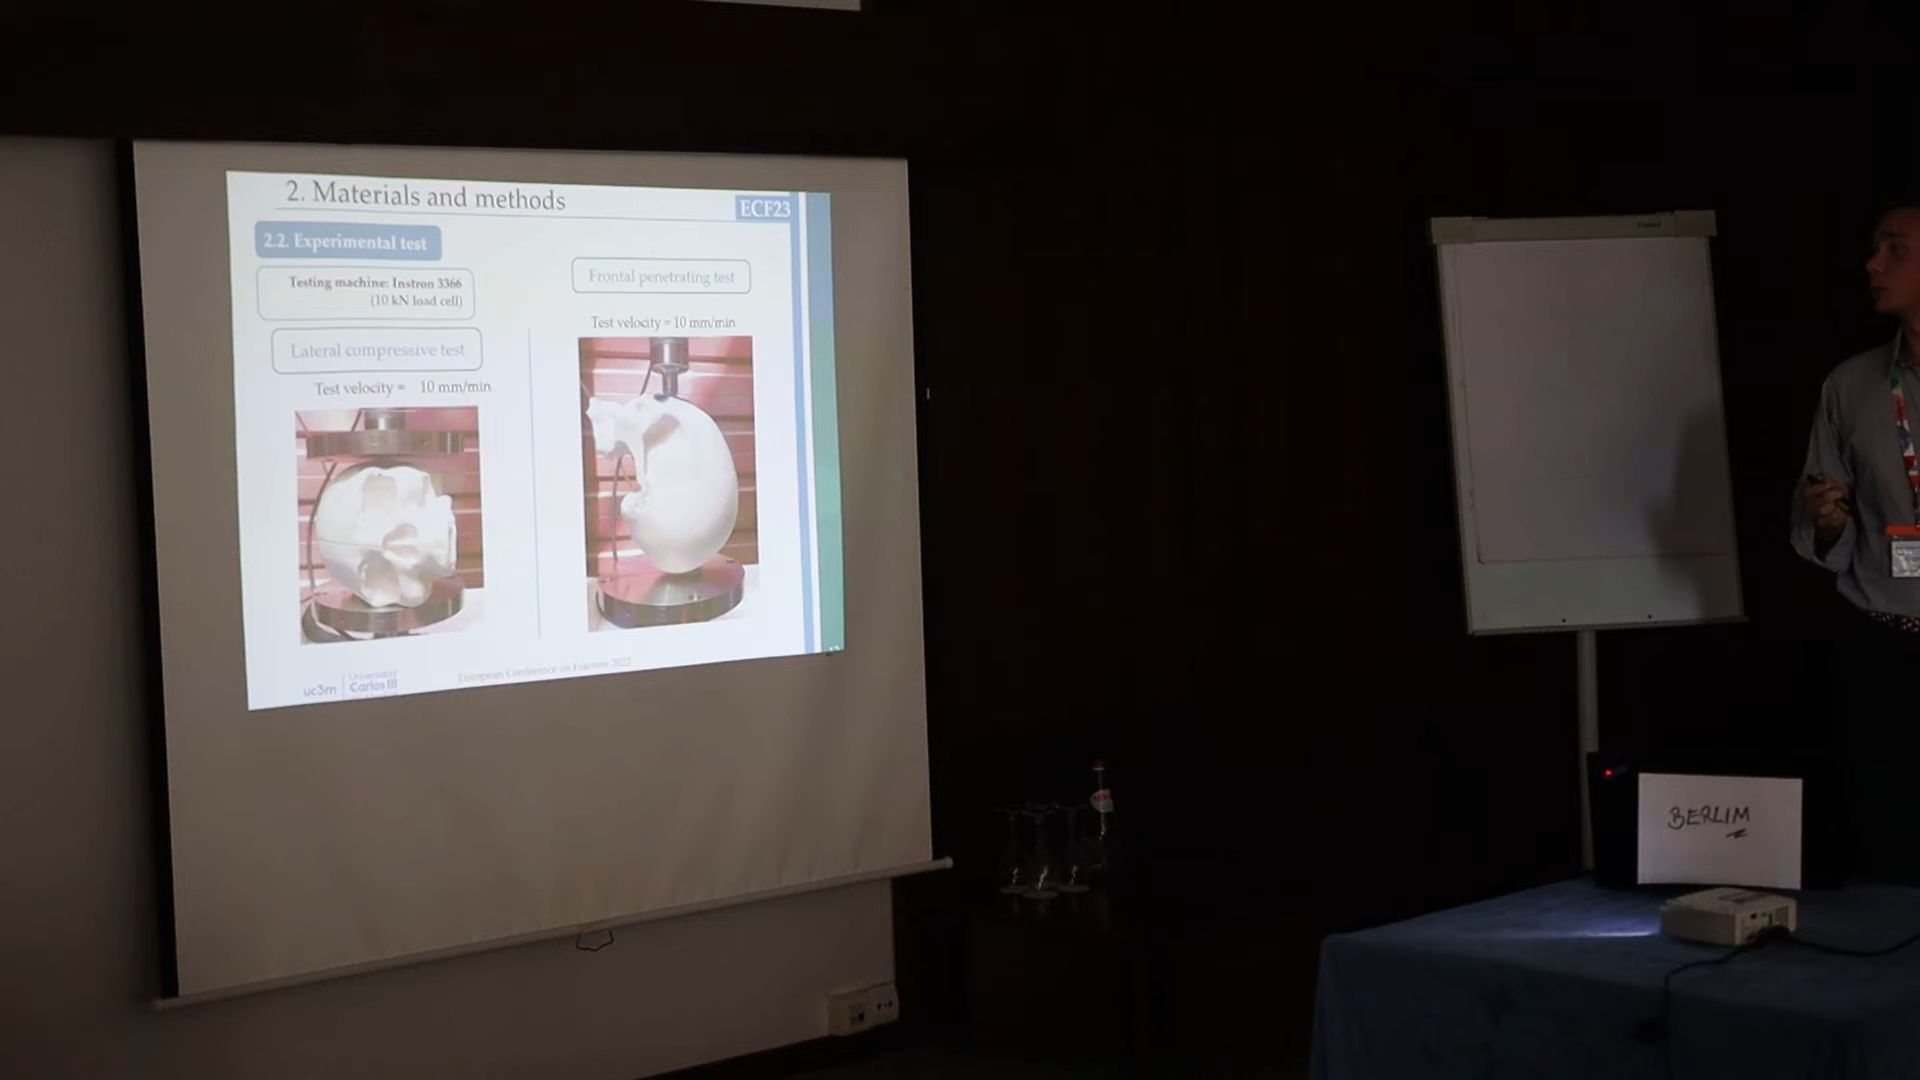 2. Materials and methods
ECF23
2.2. Experimental test
Testing machine: Instron 3366
(10 kN load cell)
Lateral compressive test
Test velocity = 10 mm/min
Frontal penetrating test
Test velocity = 10 mm/min
uc3m
Universidad
Carlos III
European Conference on Fracture 2022
BERLIM